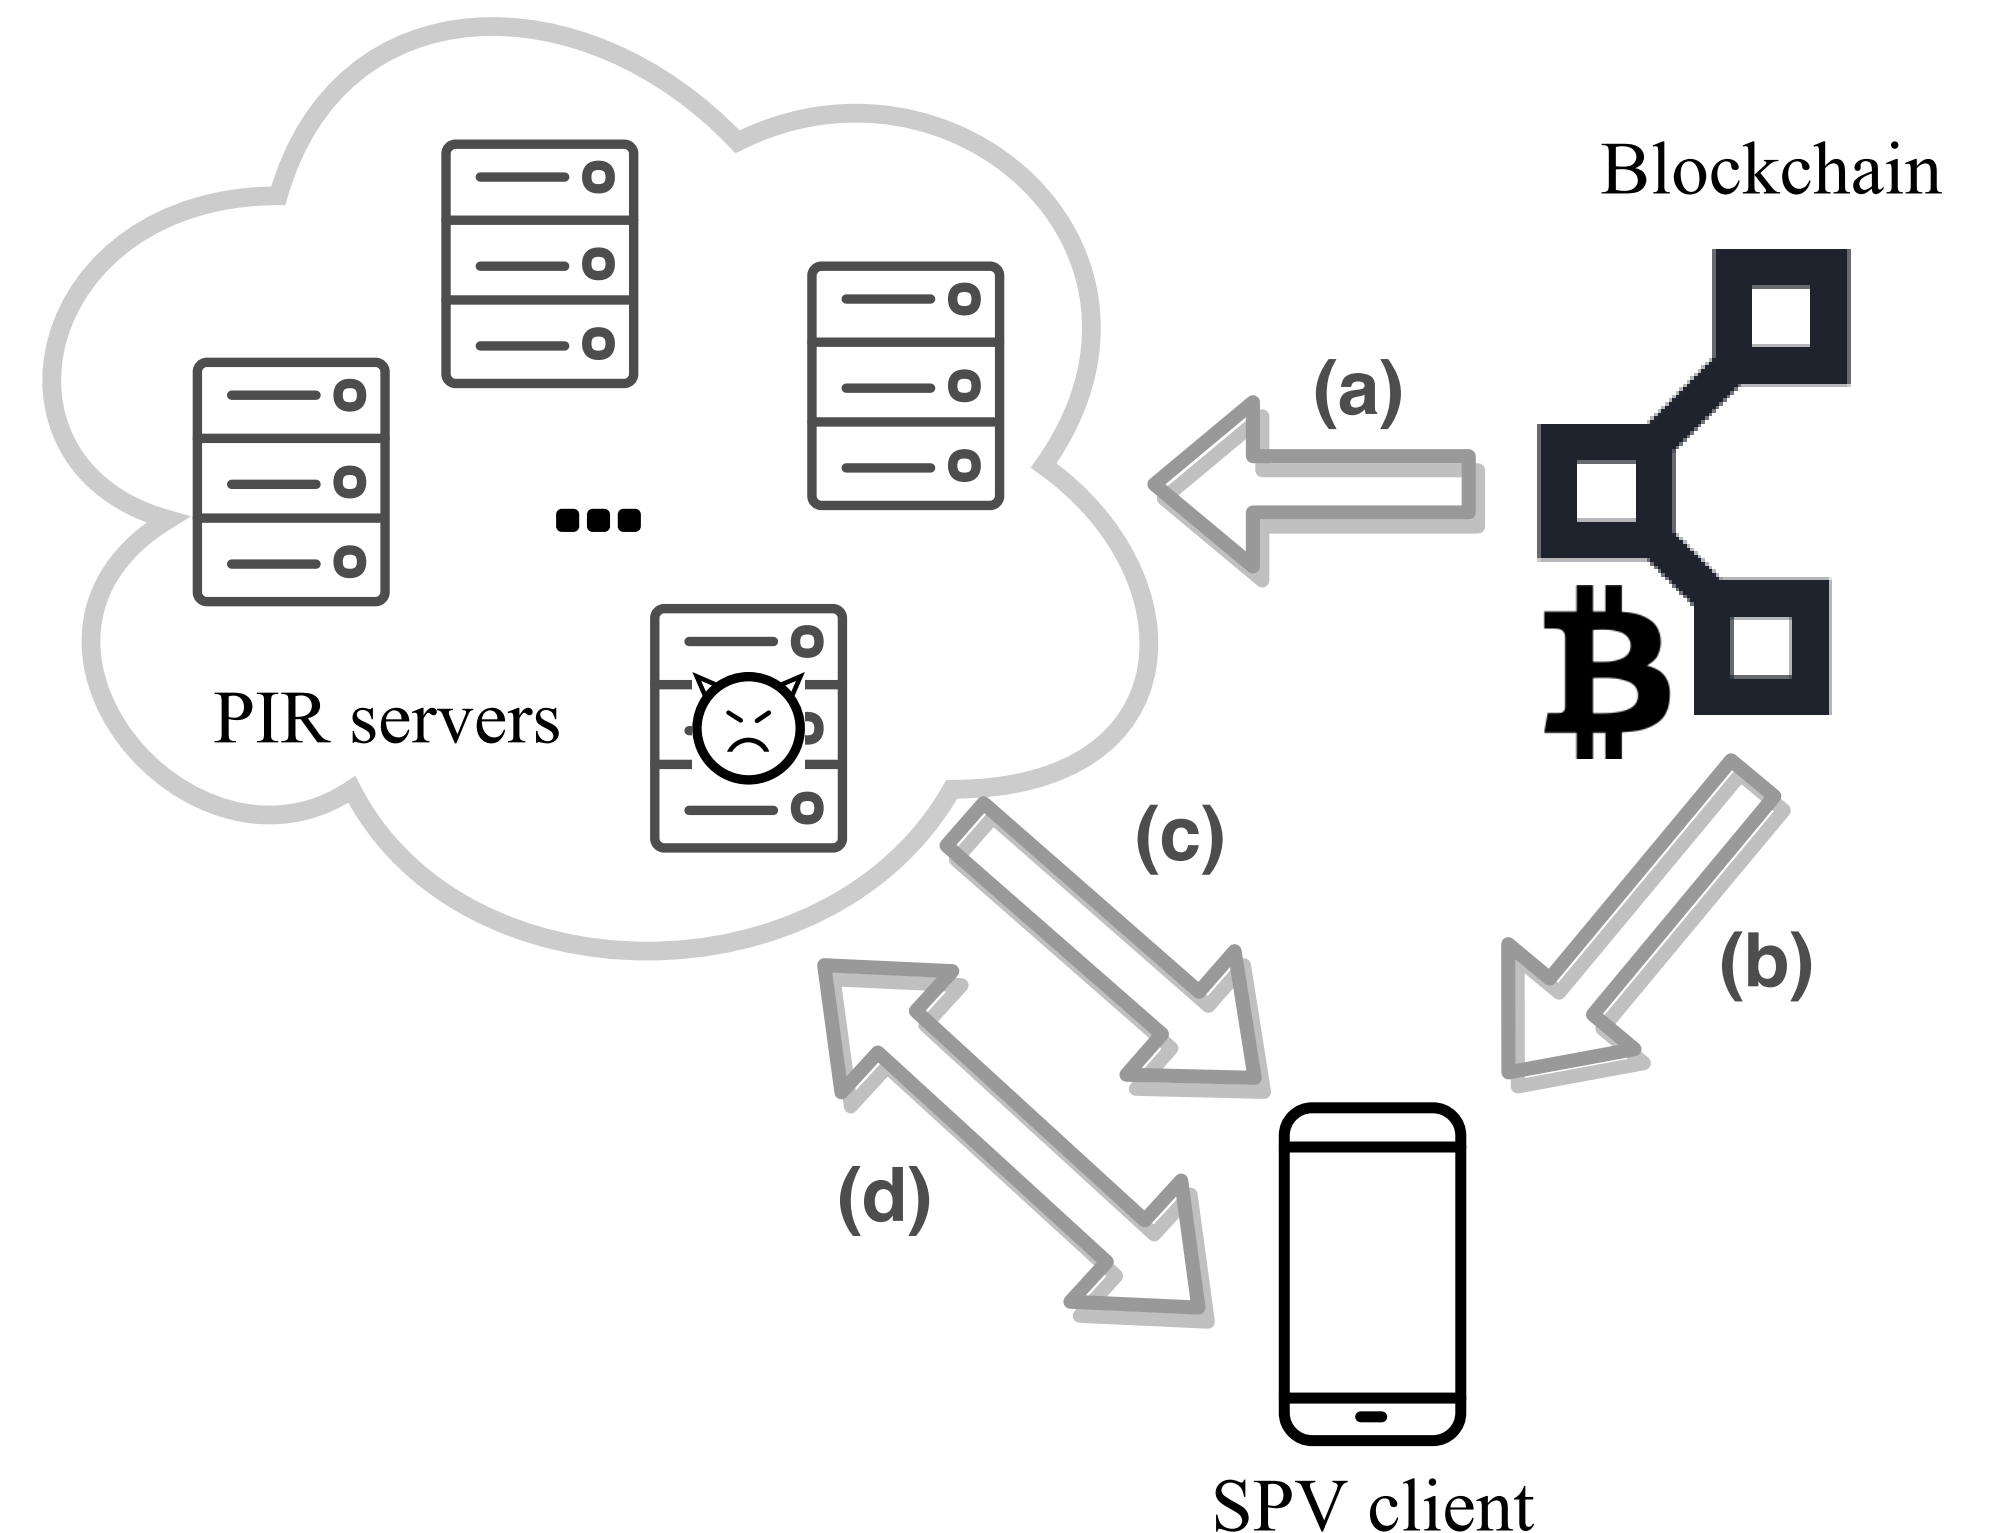 Blockchain
(a)
PIR servers
(c)
(b)
(d)
SPV client